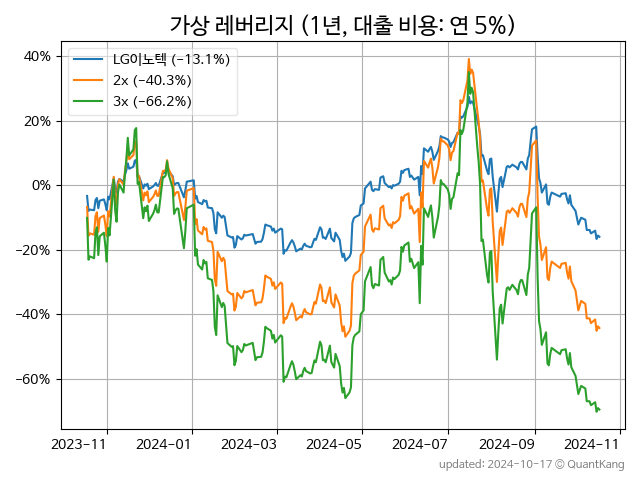 가상 레버리지 (1년, 대출 비용: 연 5%)
LG이노텍 (−13.1%)
2x (−40.3%)
3x (−66.2%)
40%
20%
0%
−20%
−40%
−60%
2023-11 2024-01 2024-03 2024-05 2024-07 2024-09 2024-11
updated: 2024-10-17 © QuantKang